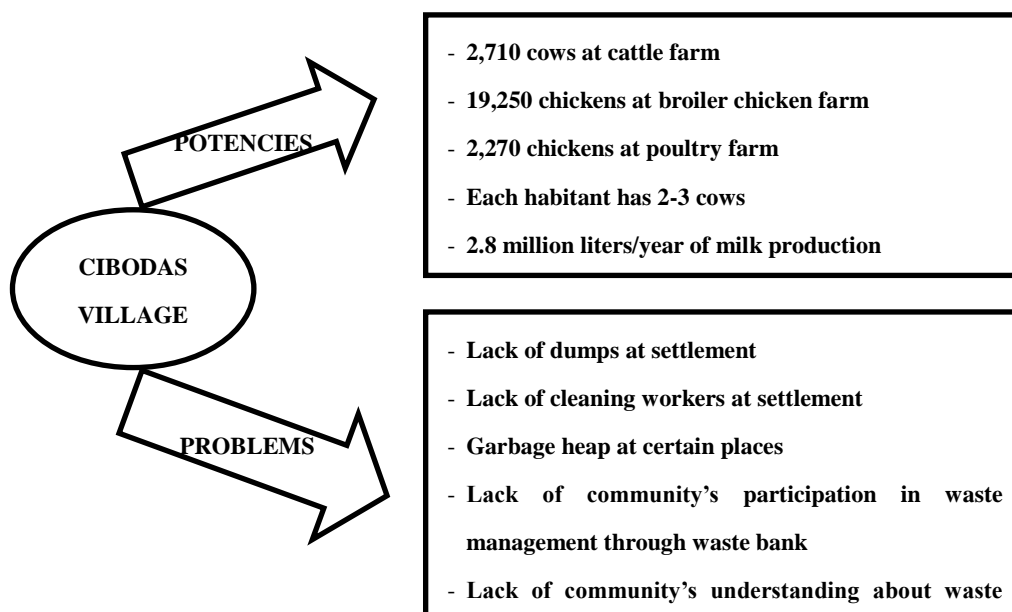 - 2,710 cows at cattle farm
- 19,250 chickens at broiler chicken farm
POTENCIES
- 2,270 chickens at poultry farm
- Each habitant has 2-3 cows
- 2.8 million liters/year of milk production
CIBODAS
VILLAGE
- Lack of dumps at settlement
- Lack of cleaning workers at settlement
PROBLEMS
- Garbage heap at certain places
- Lack of community’s participation in waste
management through waste bank
- Lack of community’s understanding about waste